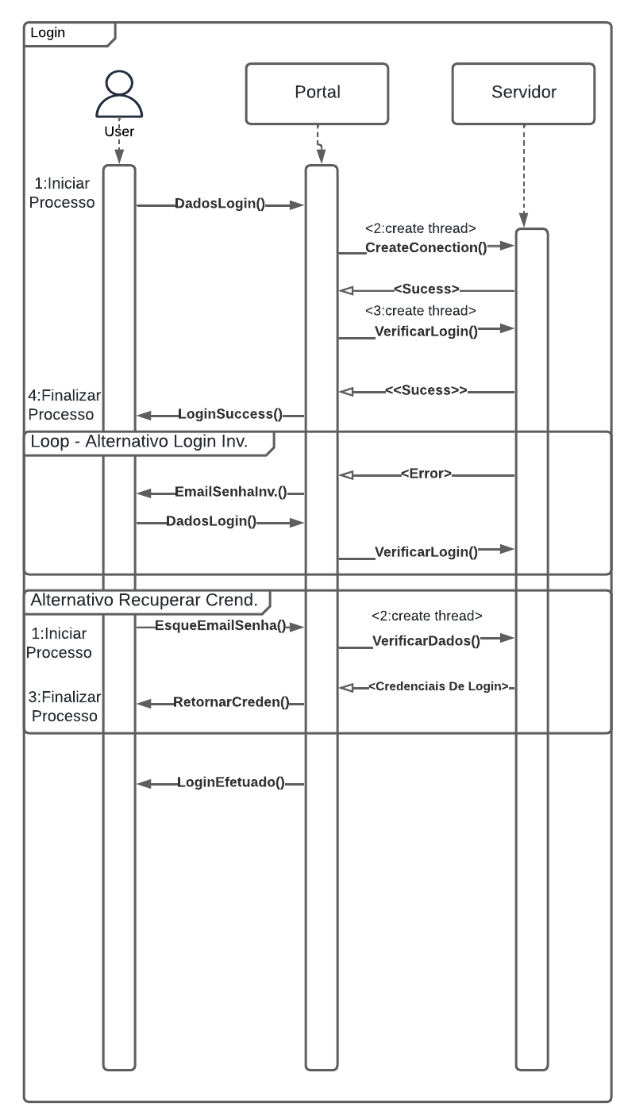 Login
Portal
Servidor
User
1:Iniciar
Processo
DadosLogin()
<2:create thread>
CreateConection()
<Sucess>
<3:create thread>
VerificarLogin()
<<Sucess>>
4:Finalizar
Processo
LoginSuccess()
Loop - Alternativo Login Inv.
<Error>
EmailSenhaInv.()
DadosLogin()
VerificarLogin()
Alternativo Recuperar Crend.
<2:create thread>
EsqueEmailSenha()
1:Iniciar
Processo
VerificarDados()
<Credenciais De Login>
3:Finalizar
Processo
RetornarCreden()
LoginEfetuado()